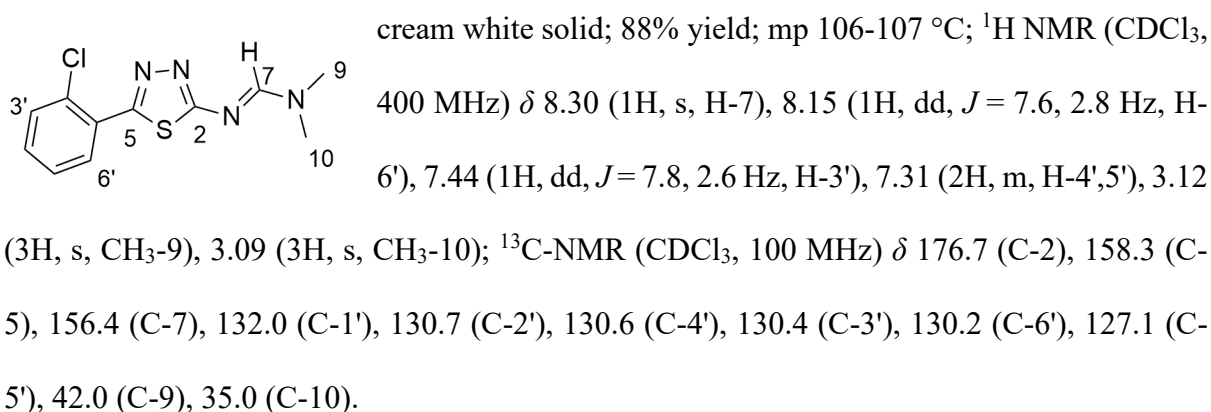 Cl
H
N
N
7
9
3'
N
N
S
2
5
10
6'
cream white solid; 88% yield; mp 106-107 °C; ¹H NMR (CDCl₃,
400 MHz) δ 8.30 (1H, s, H-7), 8.15 (1H, dd, J = 7.6, 2.8 Hz, H-
6'), 7.44 (1H, dd, J = 7.8, 2.6 Hz, H-3'), 7.31 (2H, m, H-4',5'), 3.12
(3H, s, CH₃-9), 3.09 (3H, s, CH₃-10); ¹³C-NMR (CDCl₃, 100 MHz) δ 176.7 (C-2), 158.3 (C-
5), 156.4 (C-7), 132.0 (C-1'), 130.7 (C-2'), 130.6 (C-4'), 130.4 (C-3'), 130.2 (C-6'), 127.1 (C-
5'), 42.0 (C-9), 35.0 (C-10).